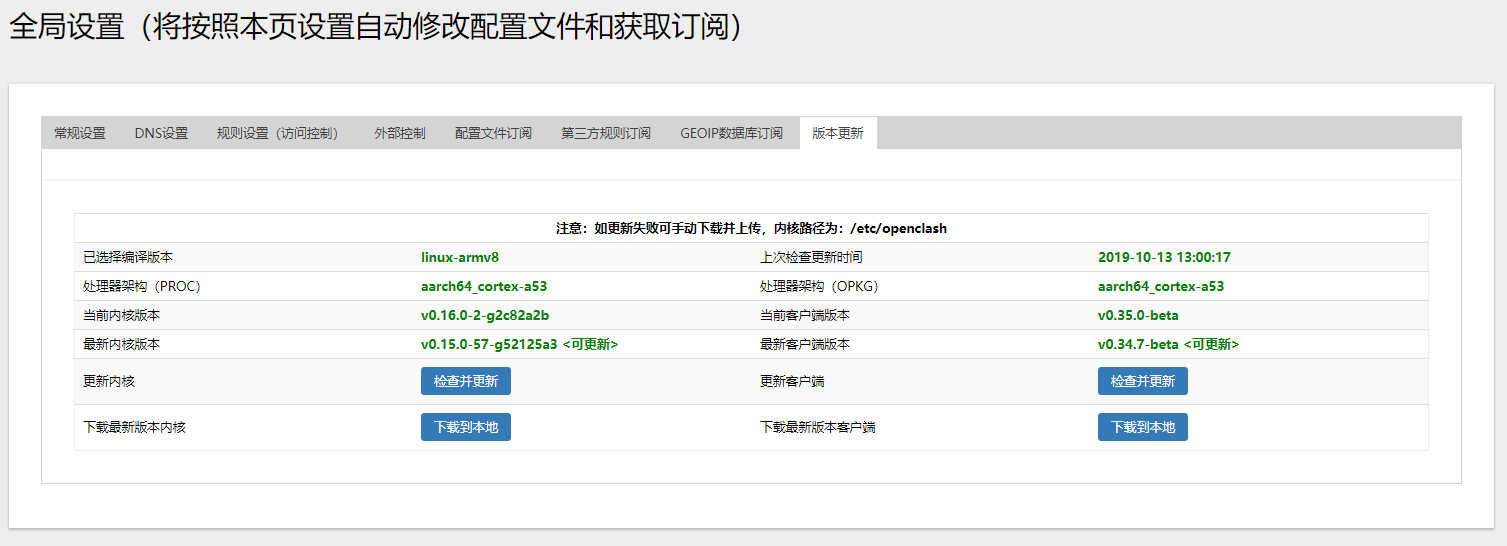 全局设置（将按照本页设置自动修改配置文件和获取订阅）
常规设置 DNS设置 规则设置（访问控制） 外部控制 配置文件订阅 第三方规则订阅 GEOIP数据库订阅 版本更新
注意：如更新失败可手动下载并上传，内核路径为：/etc/openclash
已选择编译版本 linux-armv8 上次检查更新时间 2019-10-13 13:00:17
处理器架构（PROC） aarch64_cortex-a53 处理器架构（OPKG） aarch64_cortex-a53
当前内核版本 v0.16.0-2-g2c82a2b 当前客户端版本 v0.35.0-beta
最新内核版本 v0.15.0-57-g52125a3 <可更新> 最新客户端版本 v0.34.7-beta <可更新>
更新内核 检查并更新 更新客户端 检查并更新
下载最新版本内核 下载到本地 下载最新版本客户端 下载到本地